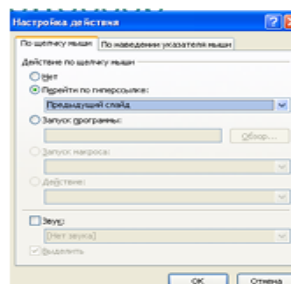 Настройка действия
По щелчку мыши По наведении указателя мыши
Действие по щелчку мыши
Нет
Перейти по гиперссылке:
Предыдущий слайд
Запуск программы:
Обзор...
Запуск макроса:
Действие:
Звук:
[Нет звука]
Выделить
ОК Отмена